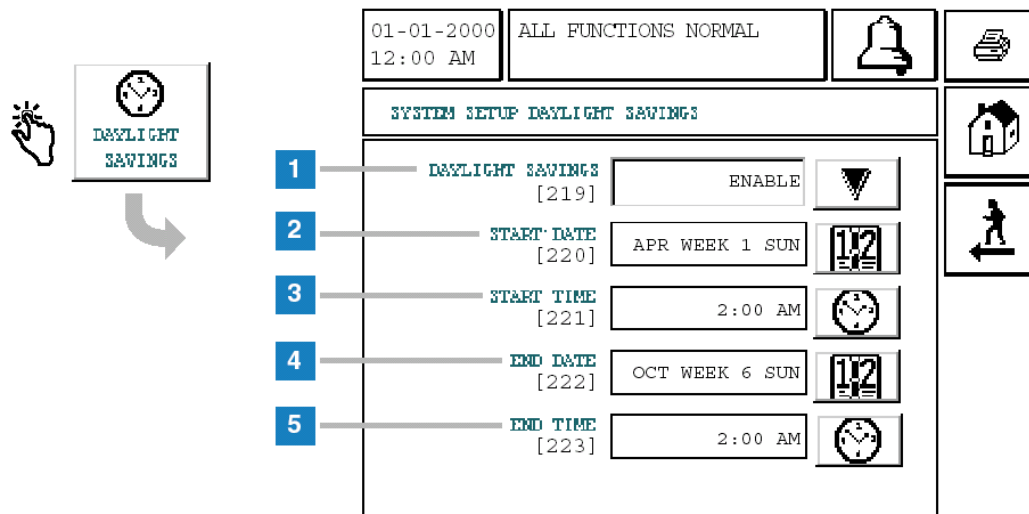 01-01-2000
12:00 AM
ALL FUNCTIONS NORMAL
DAYLIGHT
SAVINGS
SYSTEM SETUP DAYLIGHT SAVINGS
1
DAYLIGHT SAVINGS
[219]
ENABLE
2
START DATE
[220]
APR WEEK 1 SUN
12
3
START TIME
[221]
2:00 AM
4
END DATE
[222]
OCT WEEK 6 SUN
12
5
END TIME
[223]
2:00 AM